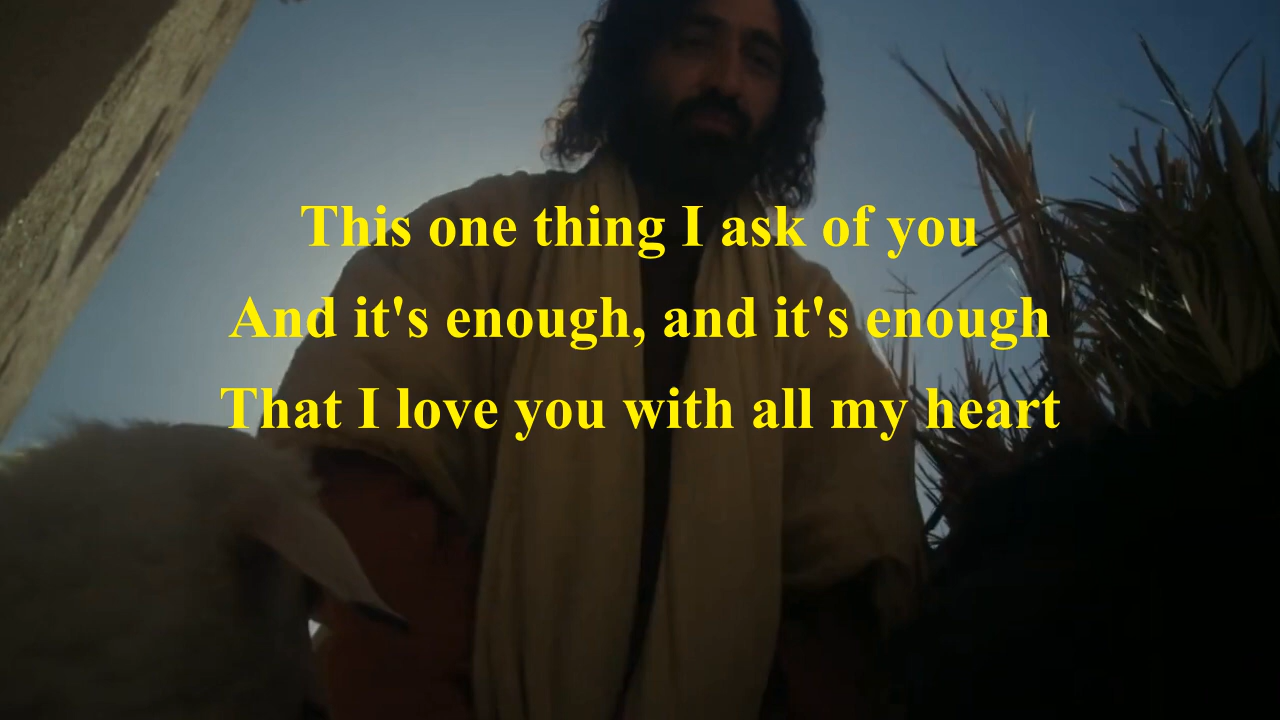 This one thing I ask of you
And it's enough, and it's enough
That I love you with all my heart